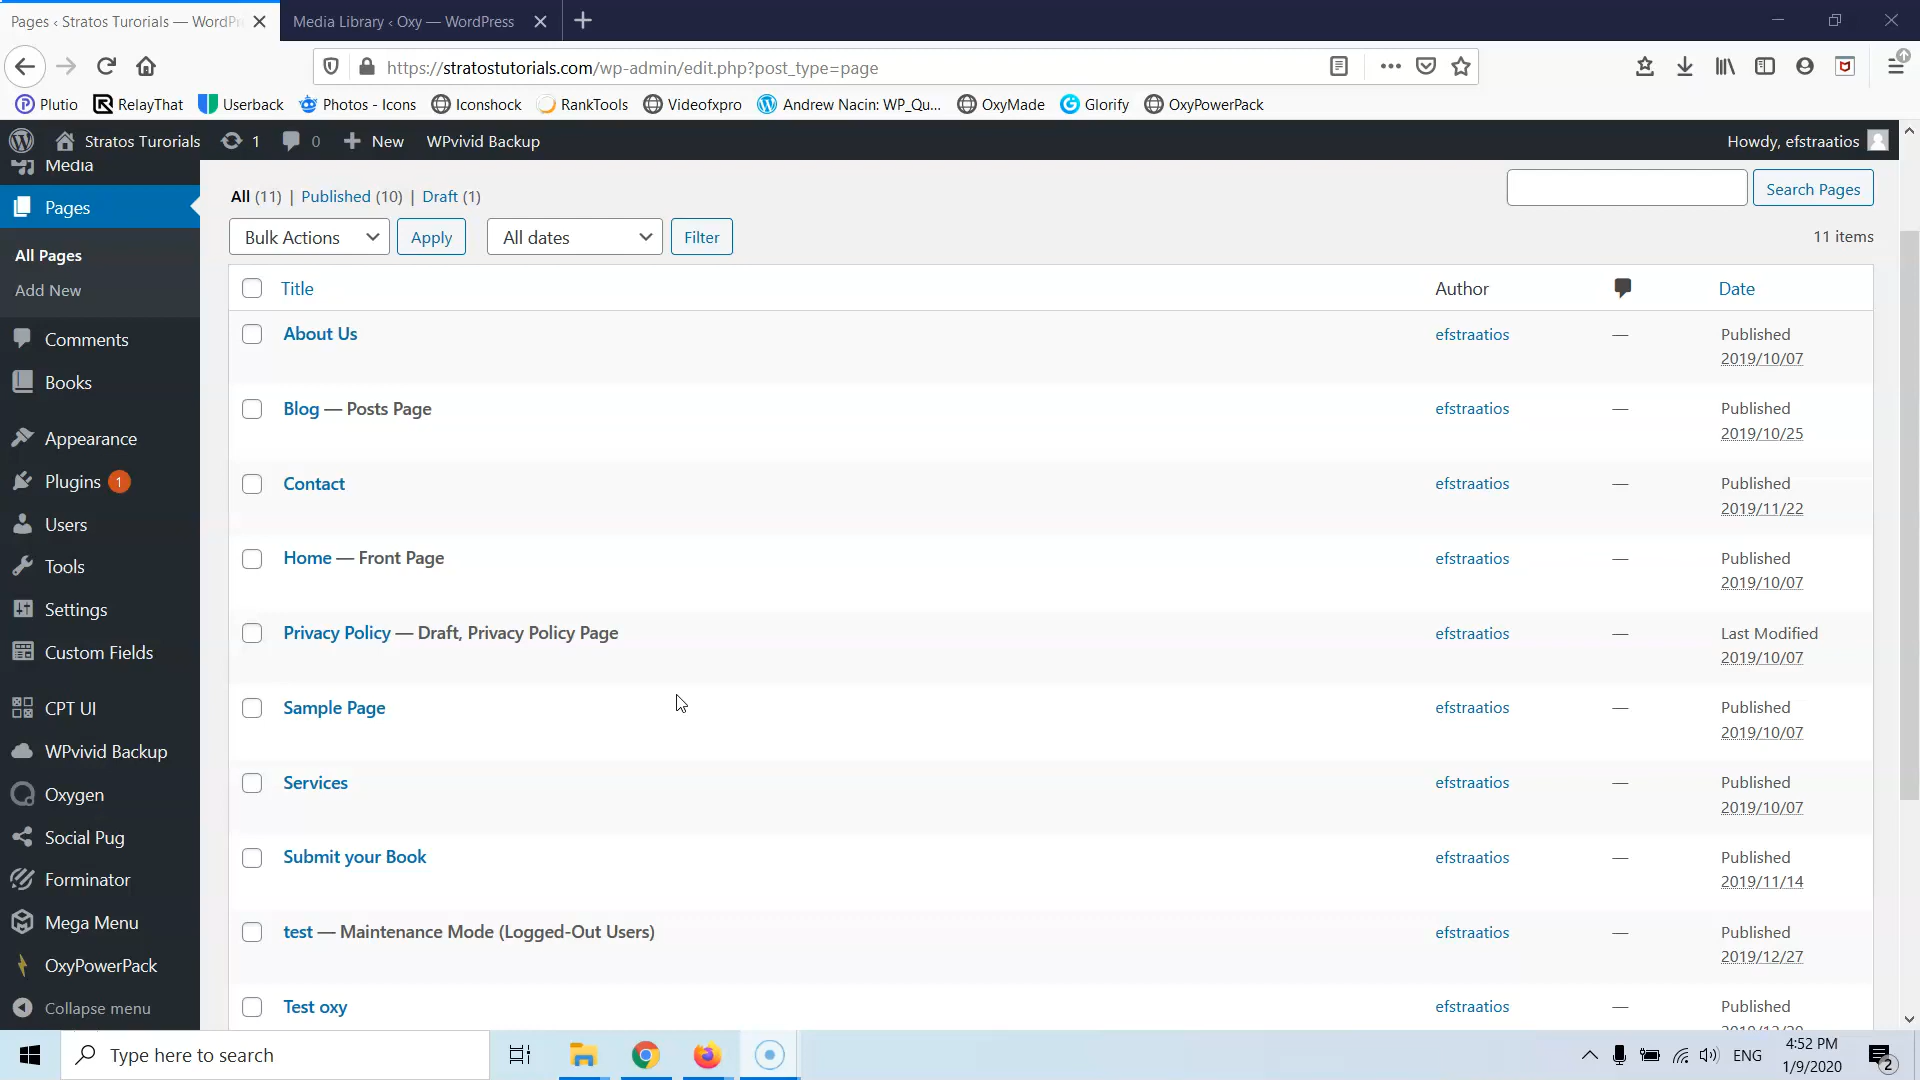 Pages ‹ Stratos Turorials — WordPr
Media Library ‹ Oxy — WordPress
https://stratostutorials.com/wp-admin/edit.php?post_type=page
Plutio RelayThat Userback Photos - Icons Iconshock RankTools Videofxpro Andrew Nacin: WP_Qu... OxyMade Glorify OxyPowerPack
Stratos Turorials 1 0 New WPvivid Backup Howdy, efstraatios
Media
Pages
All Pages
Add New
Comments
Books
Appearance
Plugins 1
Users
Tools
Settings
Custom Fields
CPT UI
WPvivid Backup
Oxygen
Social Pug
Forminator
Mega Menu
OxyPowerPack
Collapse menu
All (11) | Published (10) | Draft (1)
Search Pages
Bulk Actions Apply All dates Filter 11 items
Title Author Date
About Us efstraatios — Published
2019/10/07
Blog — Posts Page efstraatios — Published
2019/10/25
Contact efstraatios — Published
2019/11/22
Home — Front Page efstraatios — Published
2019/10/07
Privacy Policy — Draft, Privacy Policy Page efstraatios — Last Modified
2019/10/07
Sample Page efstraatios — Published
2019/10/07
Services efstraatios — Published
2019/10/07
Submit your Book efstraatios — Published
2019/11/14
test — Maintenance Mode (Logged-Out Users) efstraatios — Published
2019/12/27
Test oxy efstraatios — Published
Type here to search
ENG
4:52 PM
1/9/2020
2